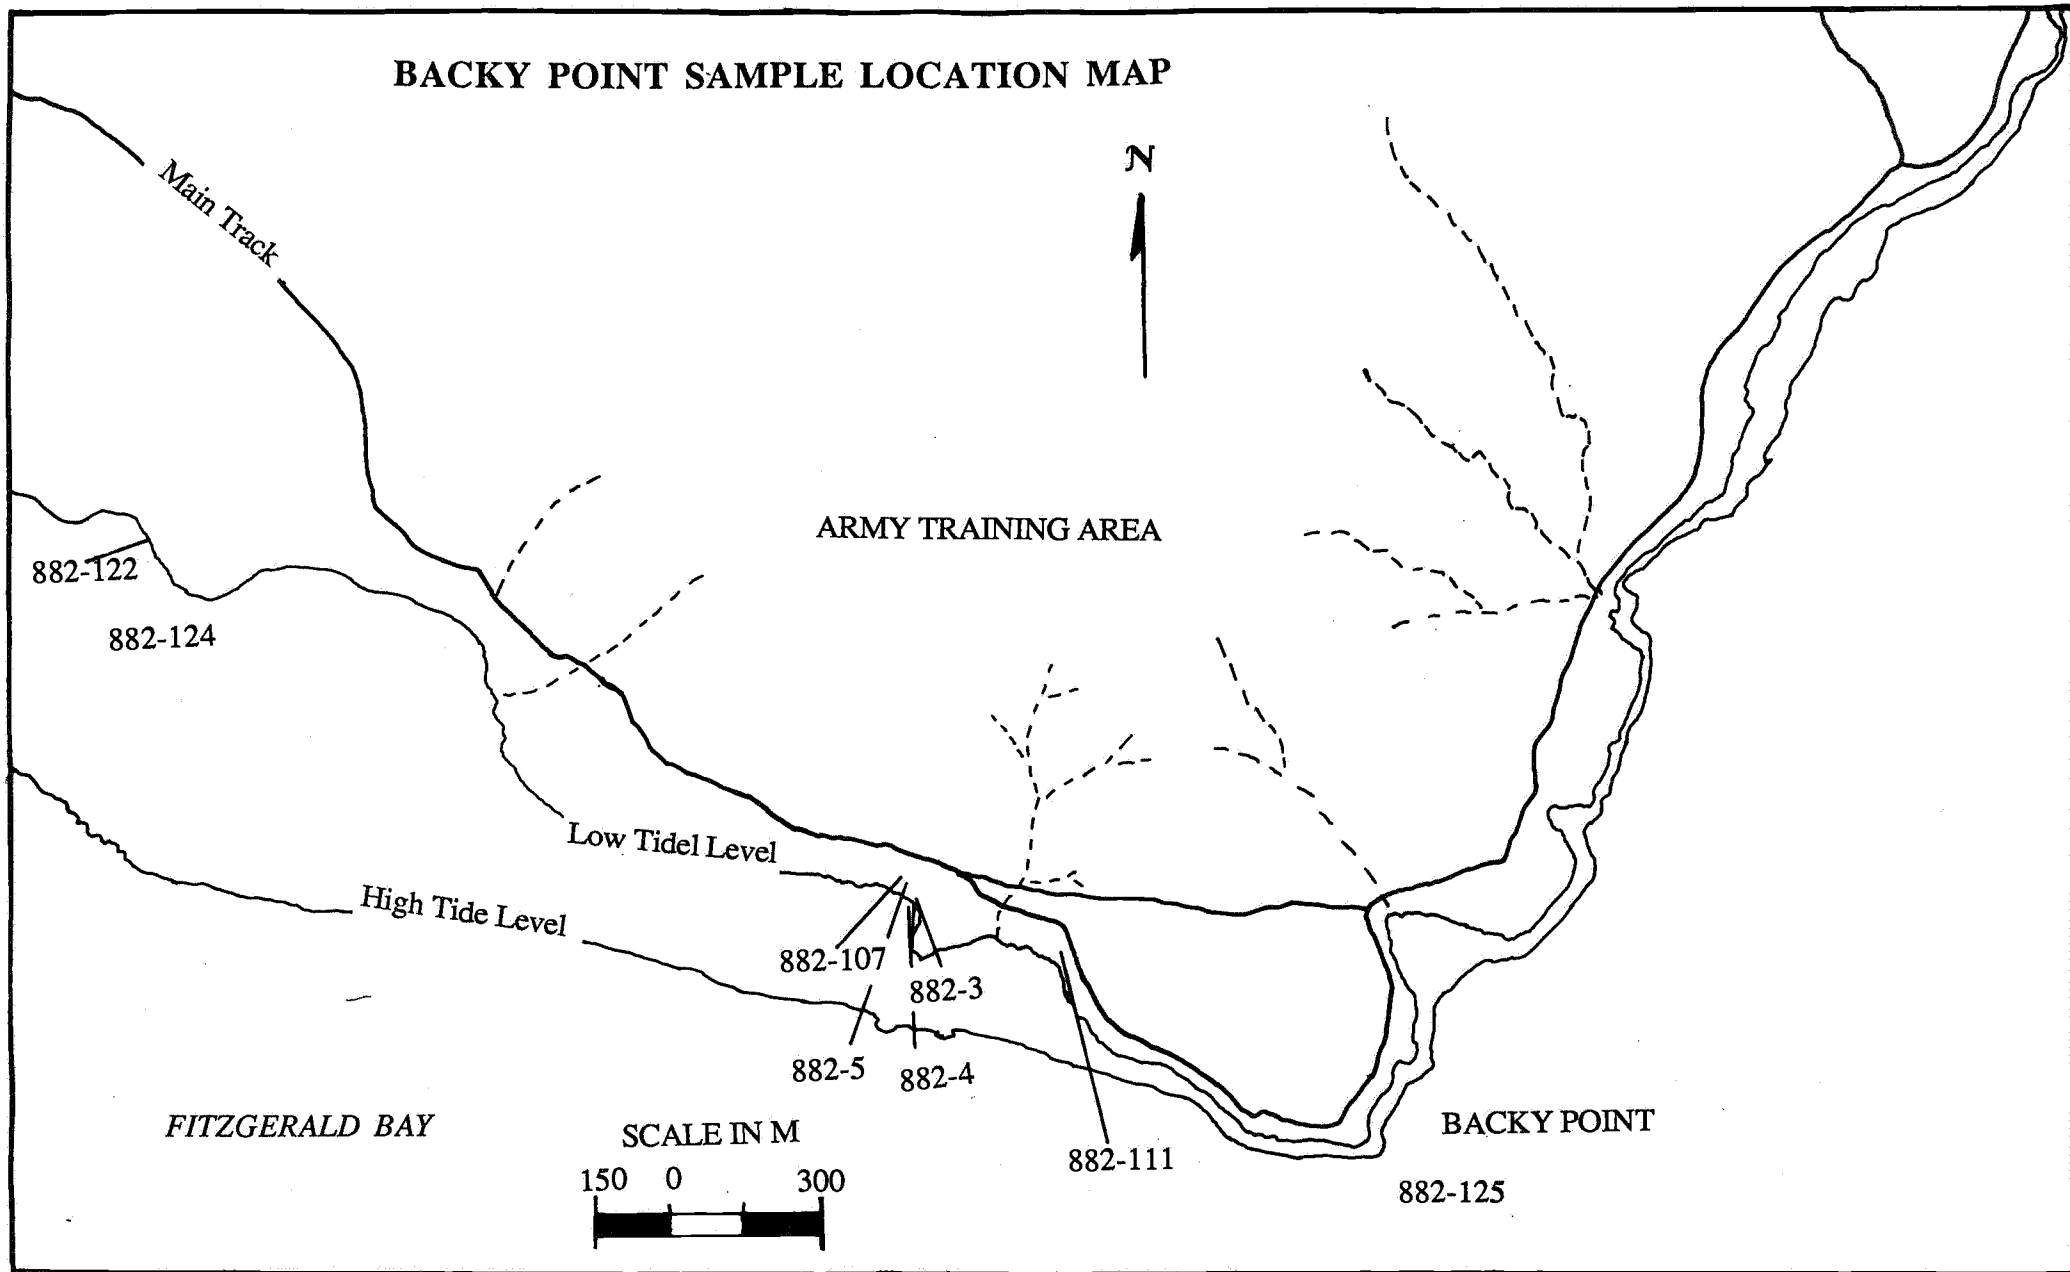 BACKY POINT SAMPLE LOCATION MAP
N
Main Track
ARMY TRAINING AREA
882-122
882-124
Low Tidel Level
High Tide Level
882-107
882-3
882-5
882-4
FITZGERALD BAY
SCALE IN M
150 0 300
882-111
BACKY POINT
882-125